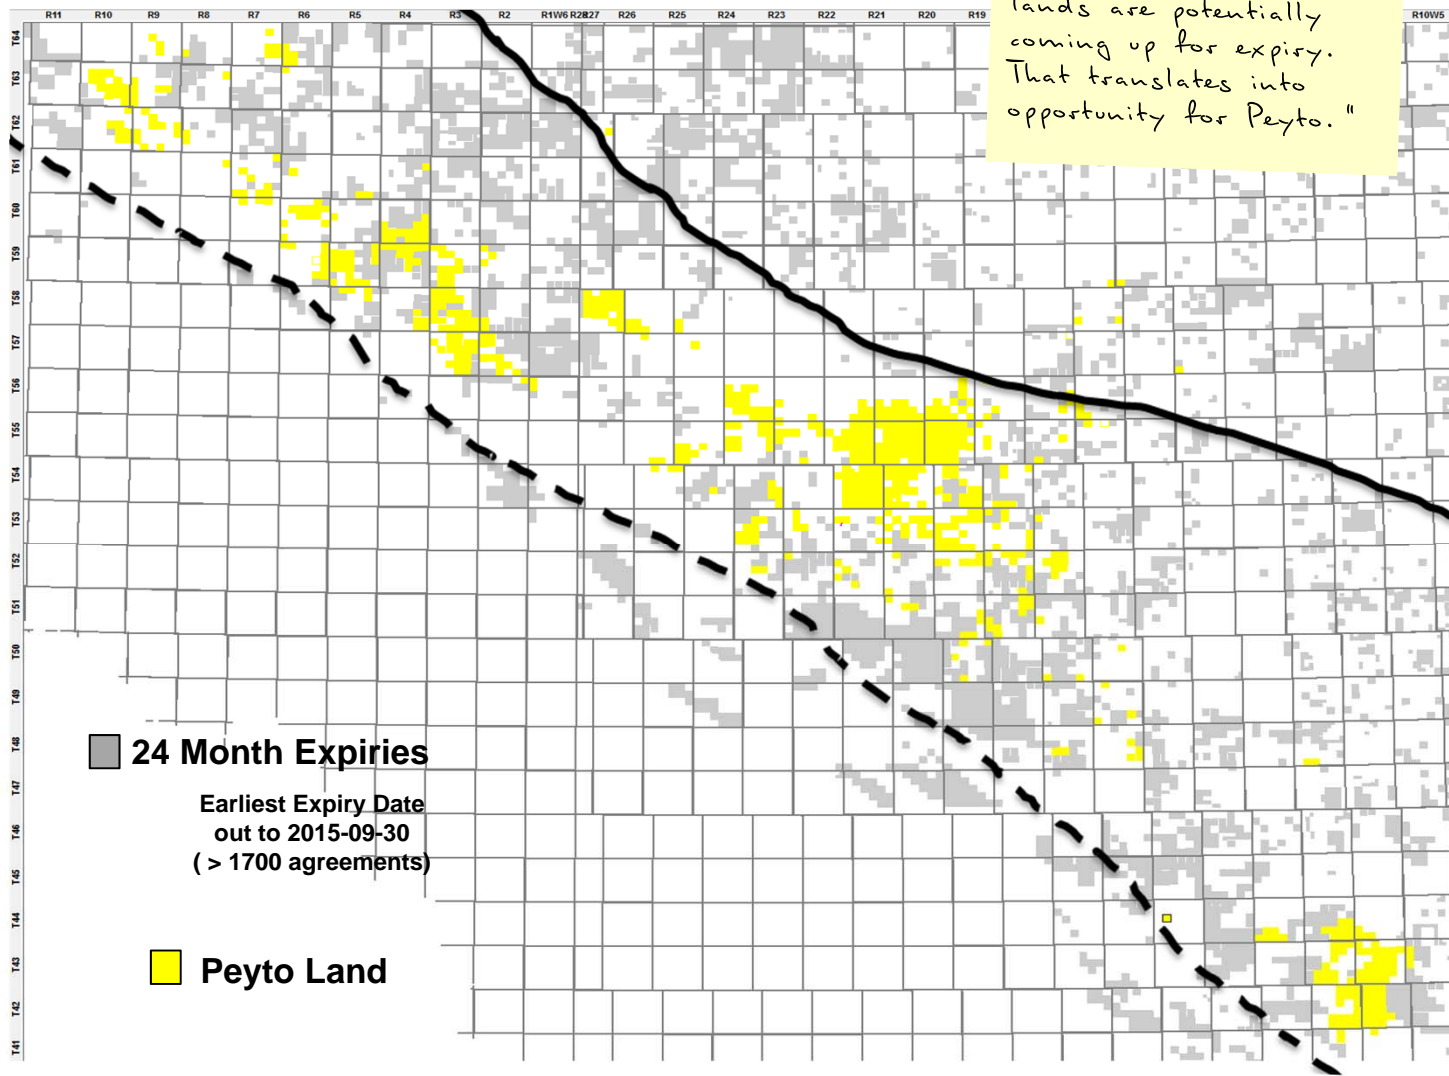 R11 R10 R9 R8 R7 R6 R5 R4 R3 R2 R1W6 R27 R26 R25 R24 R23 R22 R21 R20 R19 R10W5
lands are potentially
coming up for expiry.
That translates into
opportunity for Peyto."
T64
T63
T62
T61
T60
T59
T58
T57
T56
T55
T54
T53
T52
T51
T50
T49
T48
T47
T46
T45
T44
T43
T42
T41
24 Month Expiries
Earliest Expiry Date
out to 2015-09-30
( > 1700 agreements)
Peyto Land